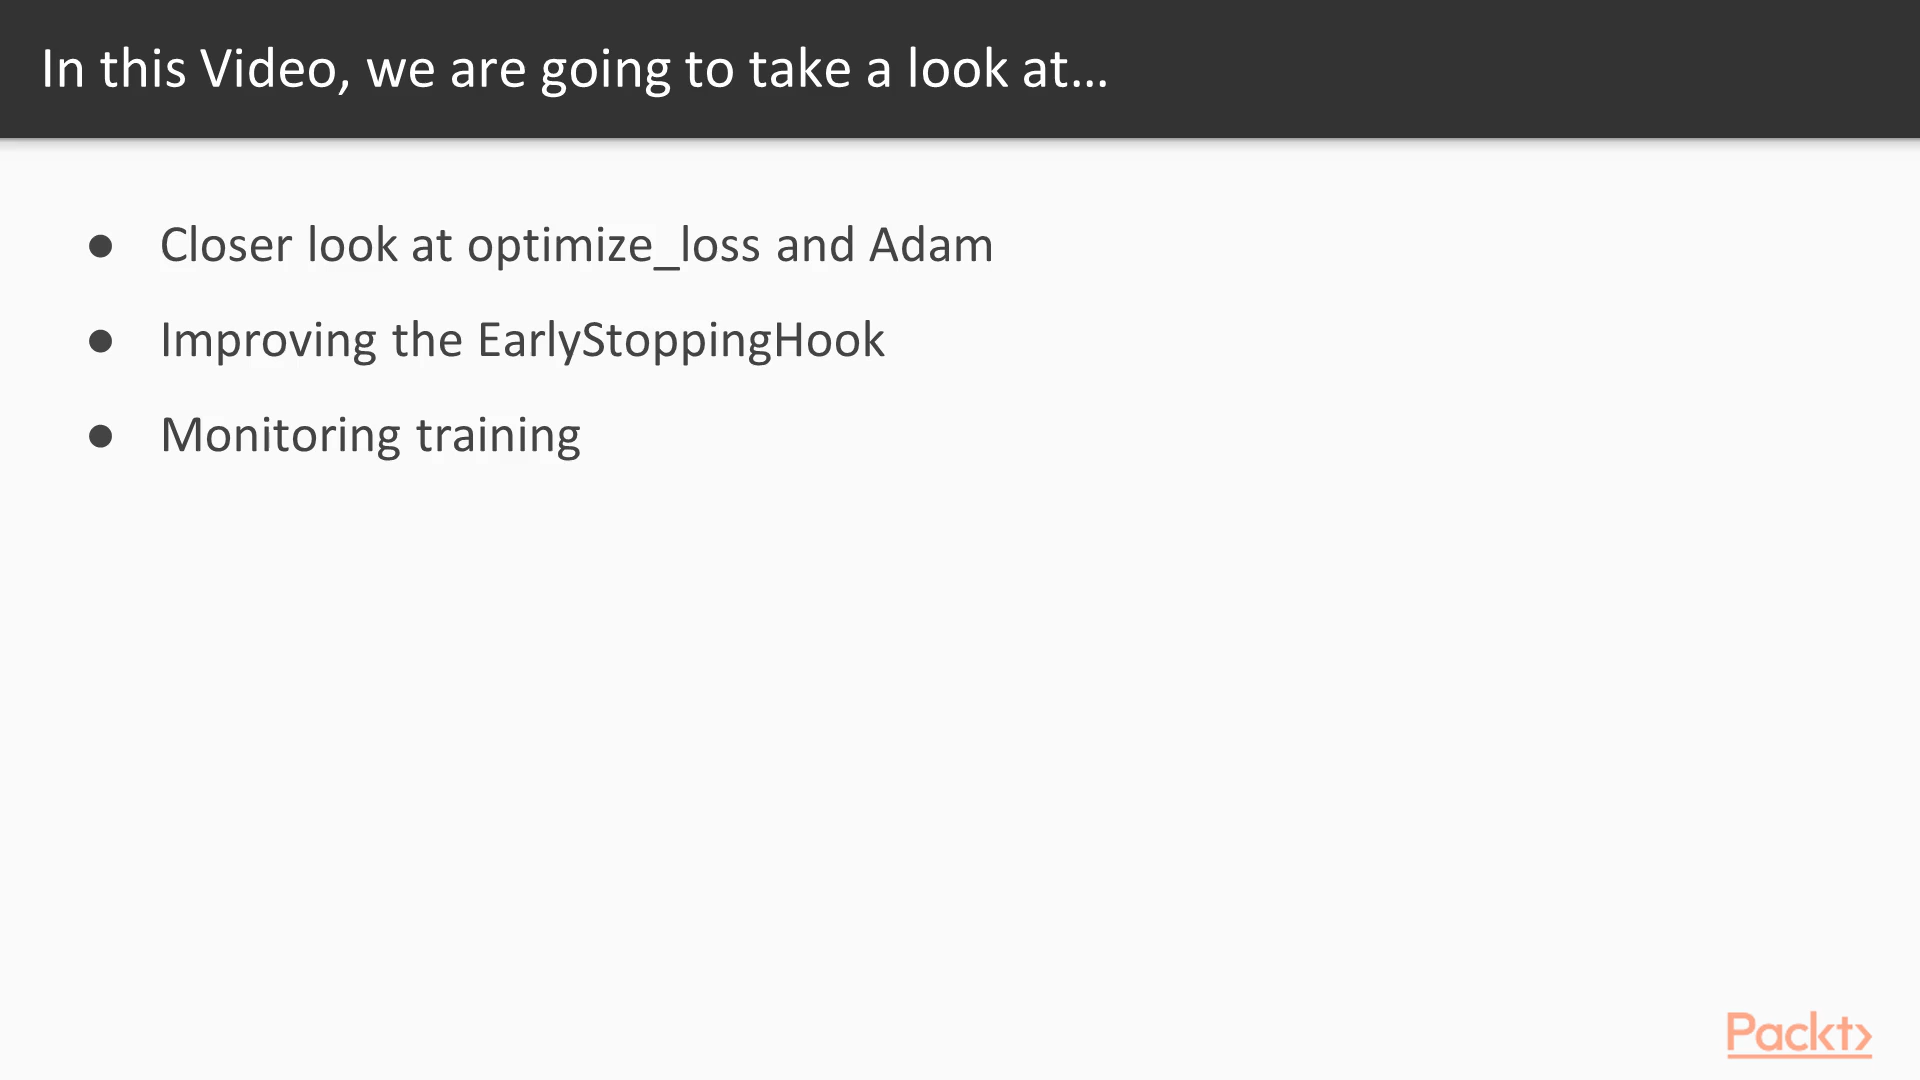 In this Video, we are going to take a look at...
● Closer look at optimize_loss and Adam
● Improving the EarlyStoppingHook
● Monitoring training
Packt>